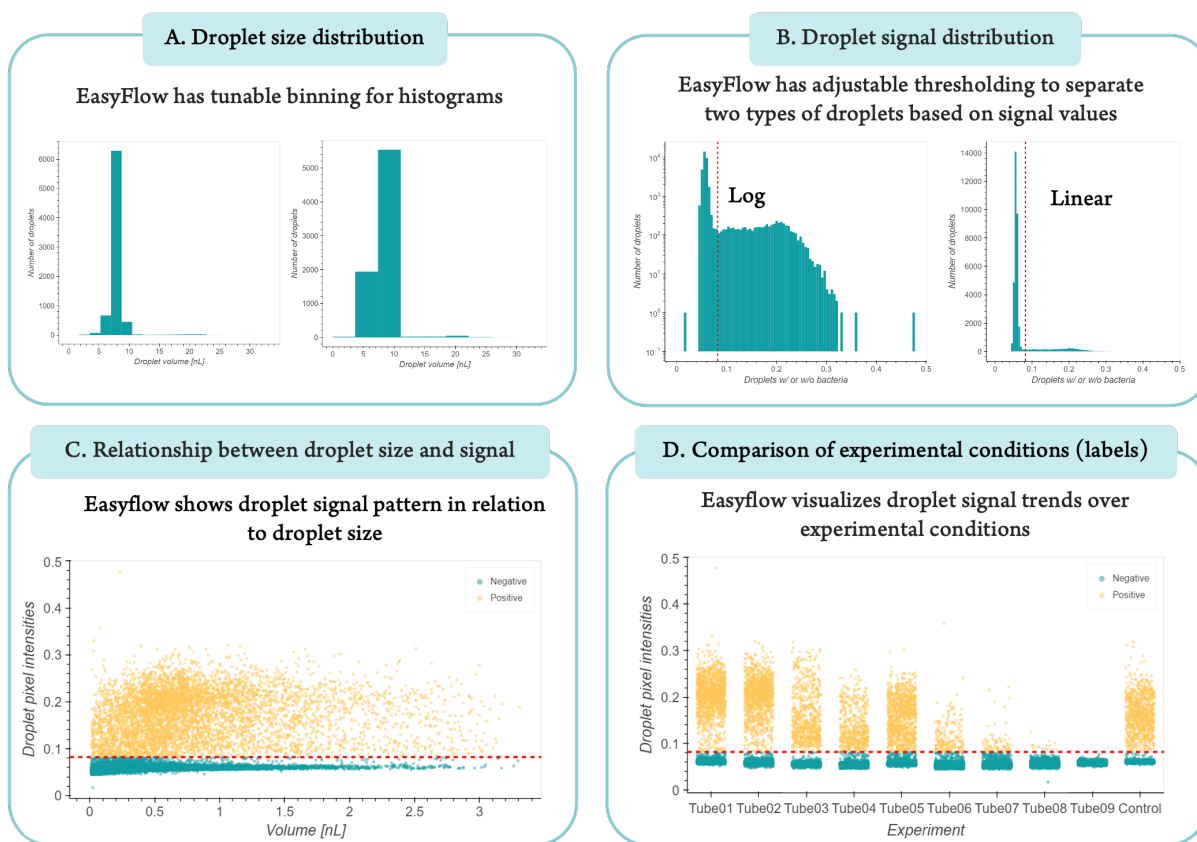 A. Droplet size distribution
EasyFlow has tunable binning for histograms
6000
5000
4000
3000
2000
1000
0
Number of droplets
0 5 10 15 20 25 30
Droplet volume [nL]
5000
4000
3000
2000
1000
0
Number of droplets
0 5 10 15 20 25 30
Droplet volume [nL]
B. Droplet signal distribution
EasyFlow has adjustable thresholding to separate
two types of droplets based on signal values
10⁴
10³
10²
10¹
10⁰
10⁻¹
Number of droplets
Log
0 0.1 0.2 0.3 0.4 0.5
Droplets w/ or w/o bacteria
14000
12000
10000
8000
6000
4000
2000
0
Number of droplets
Linear
0 0.1 0.2 0.3 0.4 0.5
Droplets w/ or w/o bacteria
C. Relationship between droplet size and signal
Easyflow shows droplet signal pattern in relation
to droplet size
0.5
0.4
0.3
0.2
0.1
0
Droplet pixel intensities
Negative
Positive
0 0.5 1 1.5 2 2.5 3
Volume [nL]
D. Comparison of experimental conditions (labels)
Easyflow visualizes droplet signal trends over
experimental conditions
0.5
0.4
0.3
0.2
0.1
0
Droplet pixel intensities
Negative
Positive
Tube01 Tube02 Tube03 Tube04 Tube05 Tube06 Tube07 Tube08 Tube09 Control
Experiment